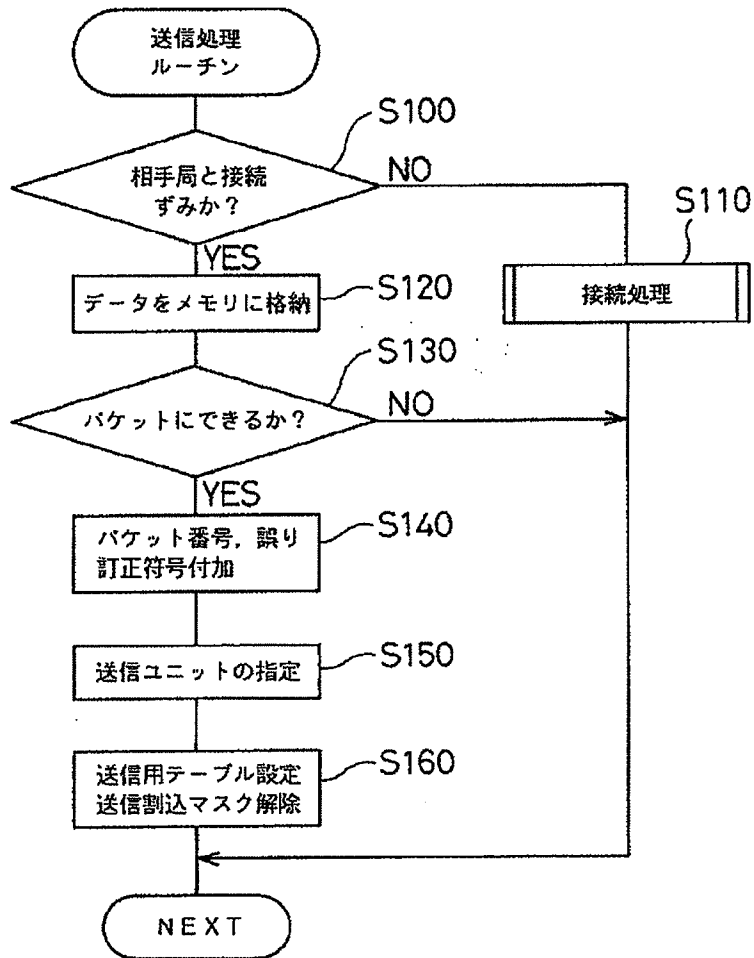 送信処理
ルーチン
S100
相手局と接続
ずみか？
NO
YES
S110
接続処理
データをメモリに格納
S120
S130
パケットにできるか？
NO
YES
パケット番号，誤り
訂正符号付加
S140
送信ユニットの指定
S150
送信用テーブル設定
送信割込マスク解除
S160
NEXT